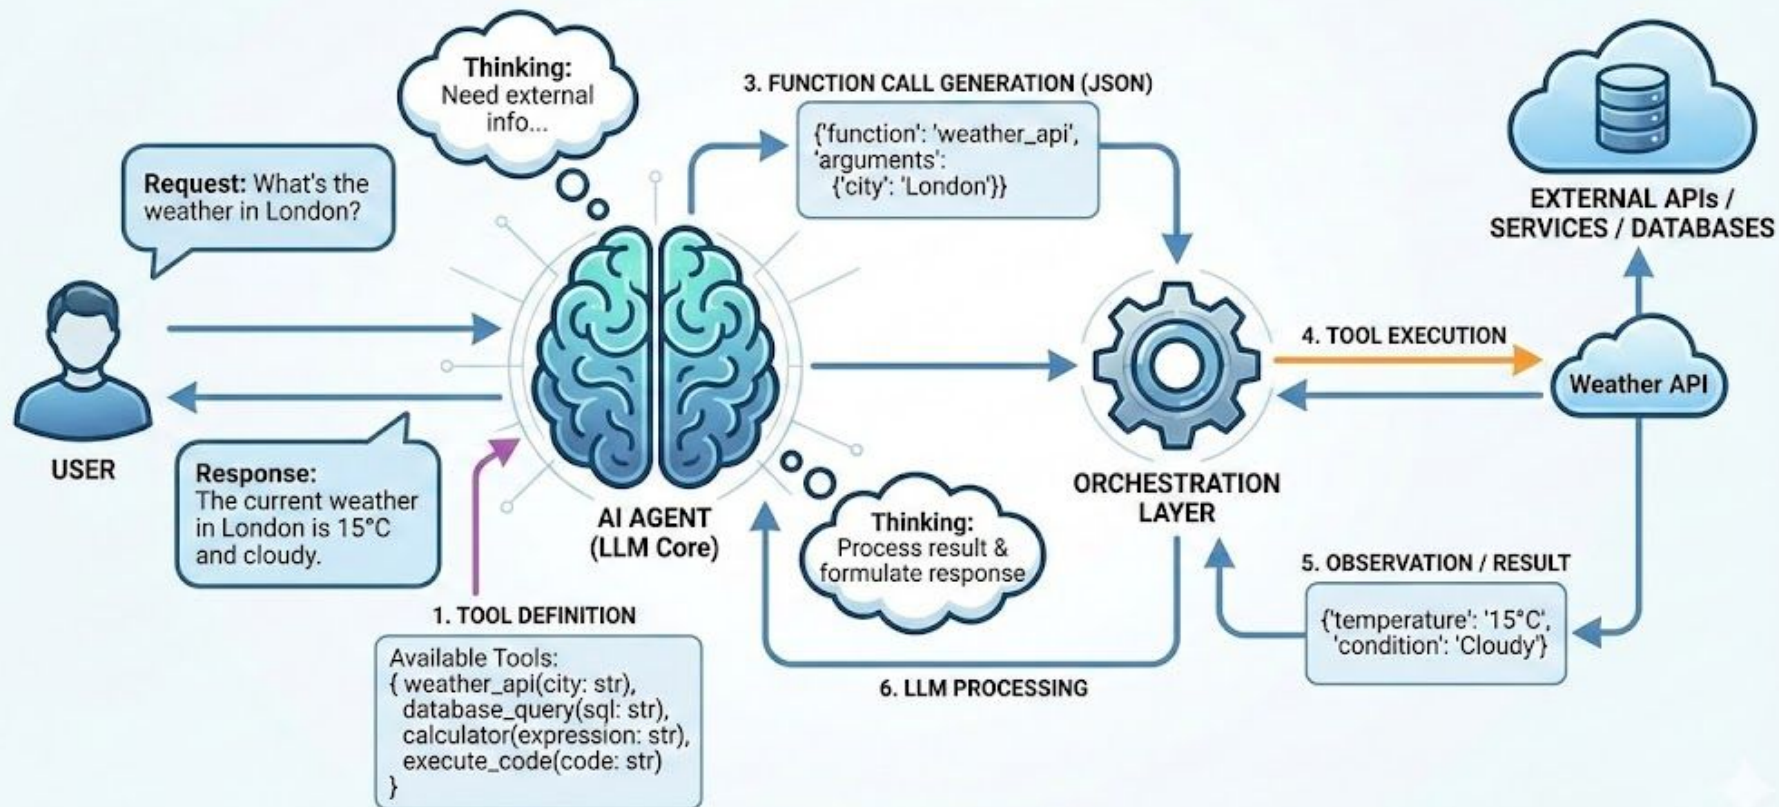 Thinking:
Need external
info...
Request: What's the
weather in London?
USER
Response:
The current weather
in London is 15°C
and cloudy.
AI AGENT
(LLM Core)
1. TOOL DEFINITION
Available Tools:
{ weather_api(city: str),
database_query(sql: str),
calculator(expression: str),
execute_code(code: str)
}
3. FUNCTION CALL GENERATION (JSON)
{'function': 'weather_api',
'arguments':
{'city': 'London'}}
Thinking:
Process result &
formulate response
ORCHESTRATION
LAYER
4. TOOL EXECUTION
Weather API
EXTERNAL APIs /
SERVICES / DATABASES
5. OBSERVATION / RESULT
{'temperature': '15°C',
'condition': 'Cloudy'}
6. LLM PROCESSING